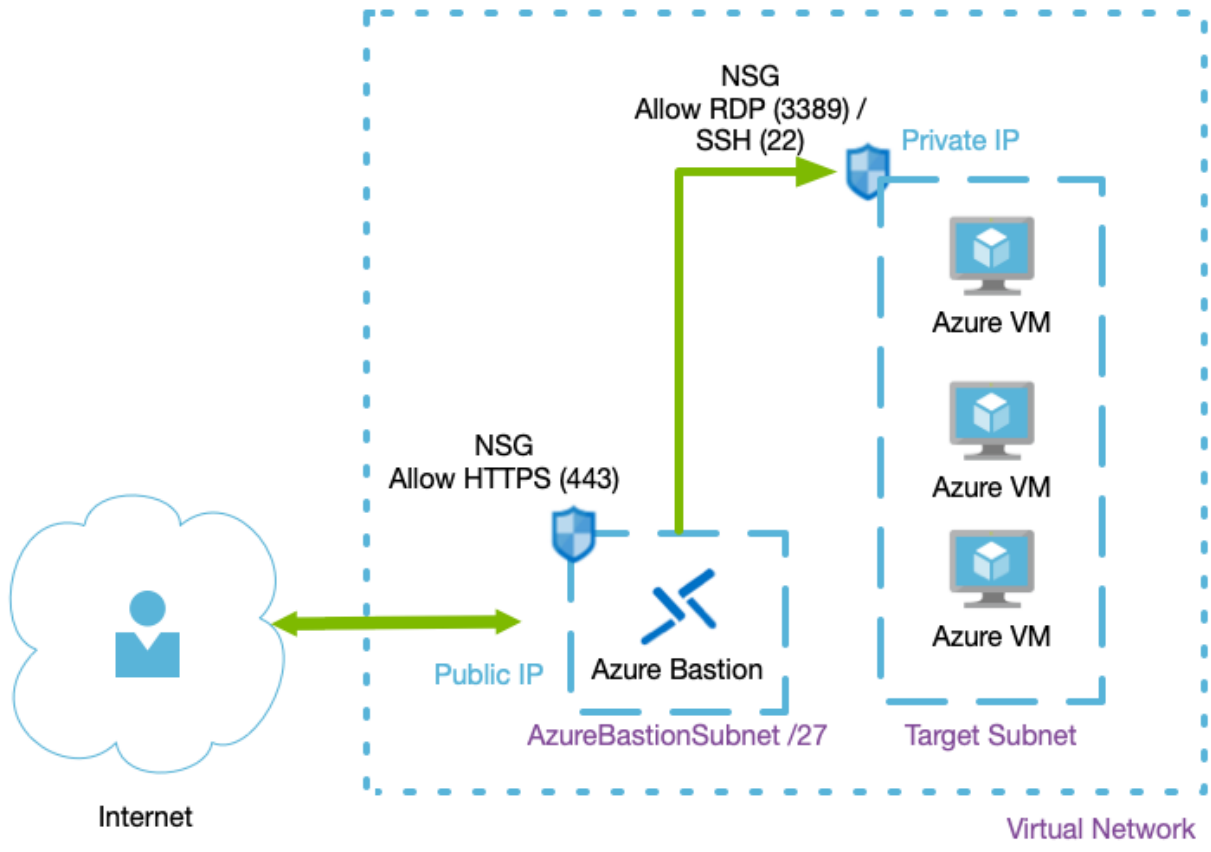 NSG
Allow RDP (3389) /
SSH (22)
Private IP
Azure VM
Azure VM
Azure VM
NSG
Allow HTTPS (443)
Public IP
Azure Bastion
AzureBastionSubnet /27
Target Subnet
Internet
Virtual Network